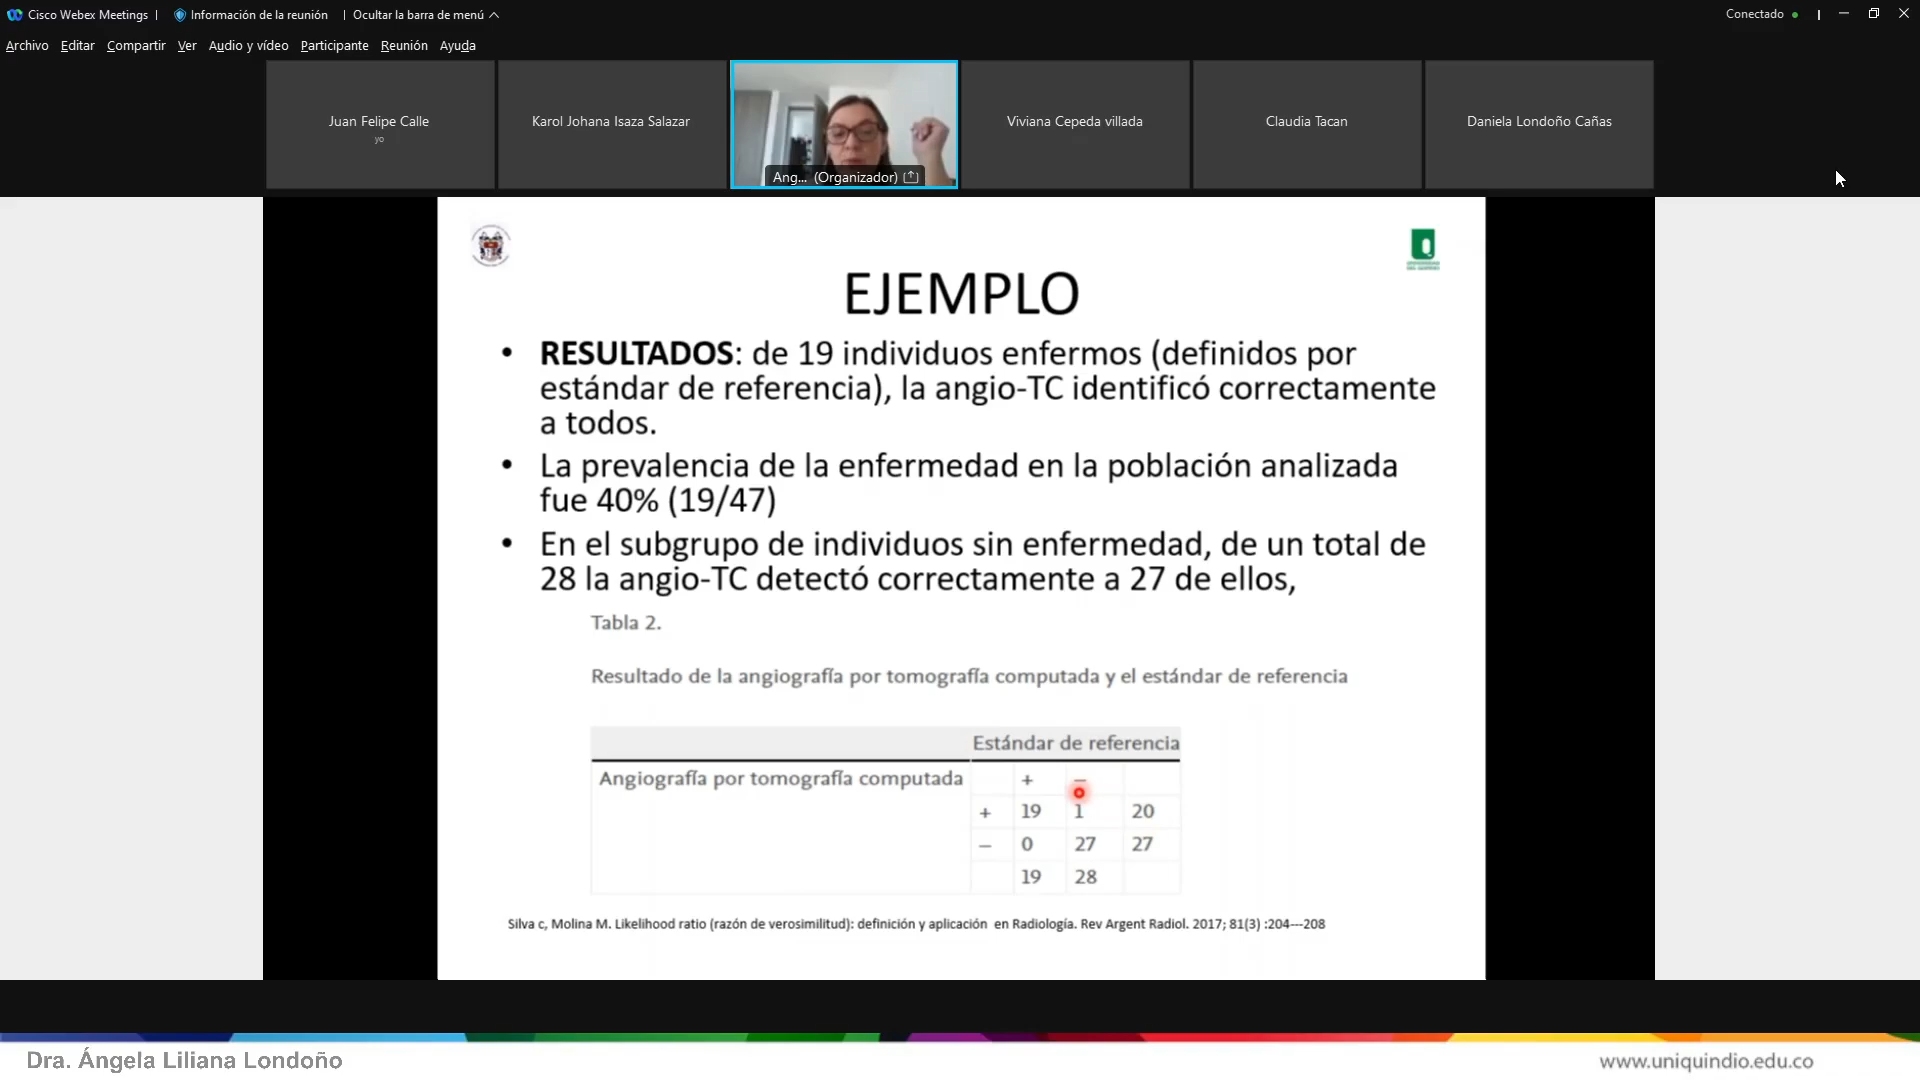 Cisco Webex Meetings | Información de la reunión | Ocultar la barra de menú Conectado
Archivo Editar Compartir Ver Audio y vídeo Participante Reunión Ayuda
Juan Felipe Calle
yo
Karol Johana Isaza Salazar
Ang... (Organizador)
Viviana Cepeda villada
Claudia Tacan
Daniela Londoño Cañas
EJEMPLO
• RESULTADOS: de 19 individuos enfermos (definidos por
estándar de referencia), la angio-TC identificó correctamente
a todos.
• La prevalencia de la enfermedad en la población analizada
fue 40% (19/47)
• En el subgrupo de individuos sin enfermedad, de un total de
28 la angio-TC detectó correctamente a 27 de ellos,
Tabla 2.
Resultado de la angiografía por tomografía computada y el estándar de referencia
Estándar de referencia
Angiografía por tomografía computada + –
+ 19 1 20
– 0 27 27
19 28
Silva c, Molina M. Likelihood ratio (razón de verosimilitud): definición y aplicación en Radiología. Rev Argent Radiol. 2017; 81(3) :204---208
Dra. Ángela Liliana Londoño
www.uniquindio.edu.co